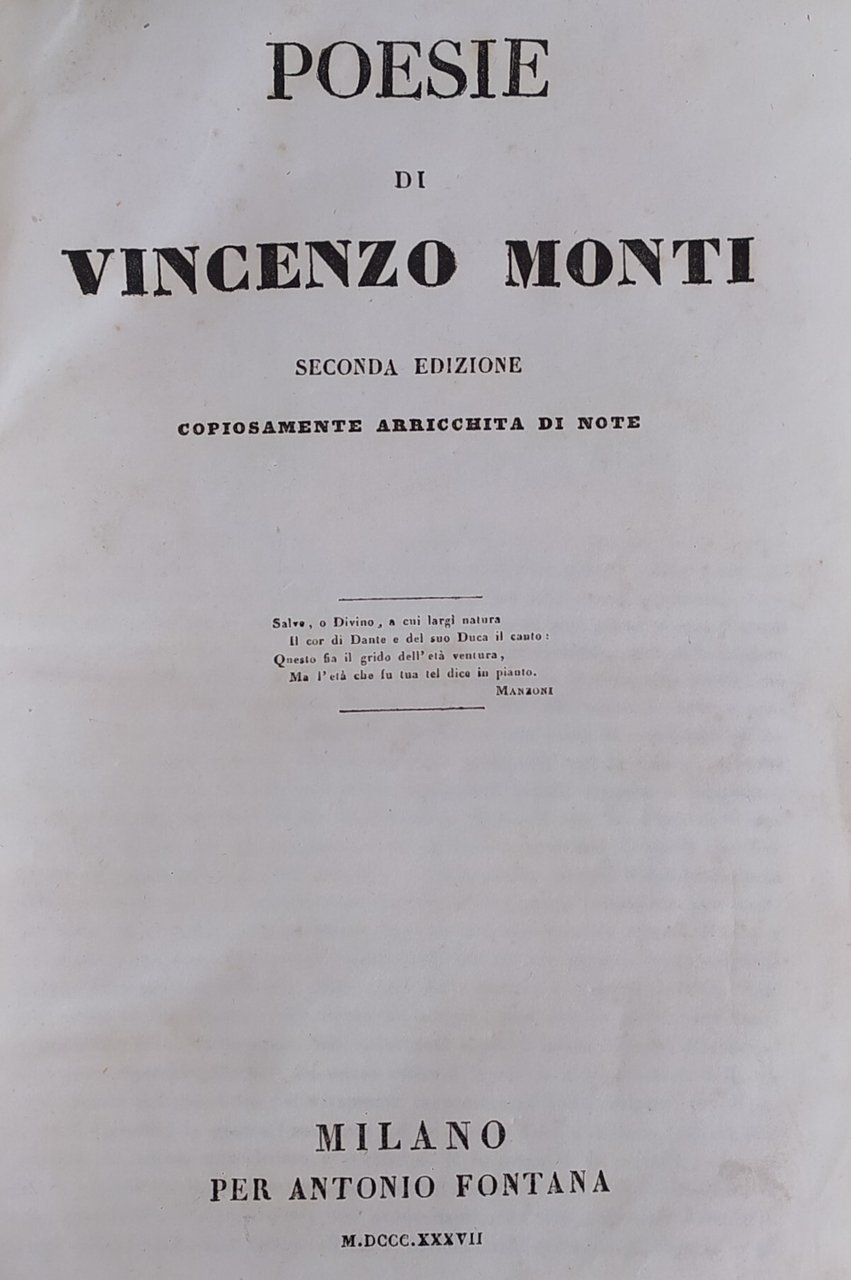 POESIE
DI
VINCENZO MONTI
SECONDA EDIZIONE
COPIOSAMENTE ARRICCHITA DI NOTE
Salve, o Divino, a cui largì natura
Il cor di Dante e del suo Duca il canto:
Questo fia il grido dell'età ventura,
Ma l'età che fu tua tel dice in pianto.
MANZONI
MILANO
PER ANTONIO FONTANA
M.DCCC.XXXVII